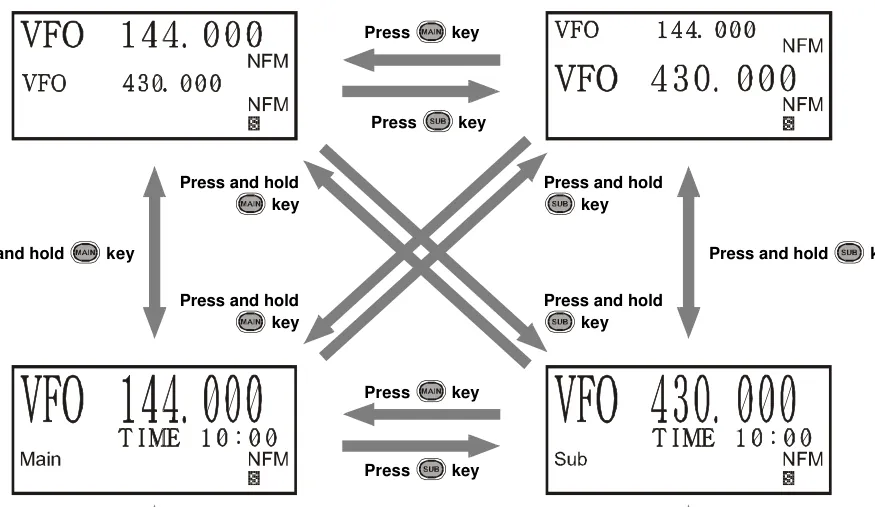 VFO 144.000
NFM
VFO 430.000
NFM
S
Press MAIN key
Press SUB key
VFO 144.000
NFM
VFO 430.000
NFM
S
Press and hold
MAIN key
Press and hold
SUB key
and hold MAIN key
Press and hold SUB
Press and hold
MAIN key
Press and hold
SUB key
VFO 144.000
TIME 10:00
Main NFM
S
Press MAIN key
Press SUB key
VFO 430.000
TIME 10:00
Sub NFM
S